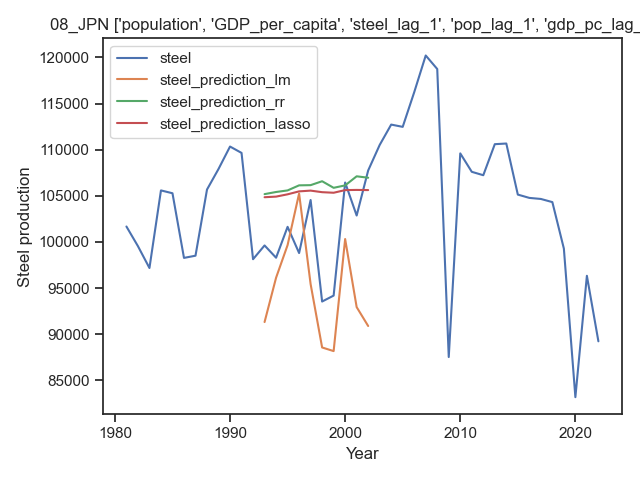 08_JPN ['population', 'GDP_per_capita', 'steel_lag_1', 'pop_lag_1', 'gdp_pc_lag_
steel
steel_prediction_lm
steel_prediction_rr
steel_prediction_lasso
120000
115000
110000
105000
100000
95000
90000
85000
Steel production
1980
1990
2000
2010
2020
Year